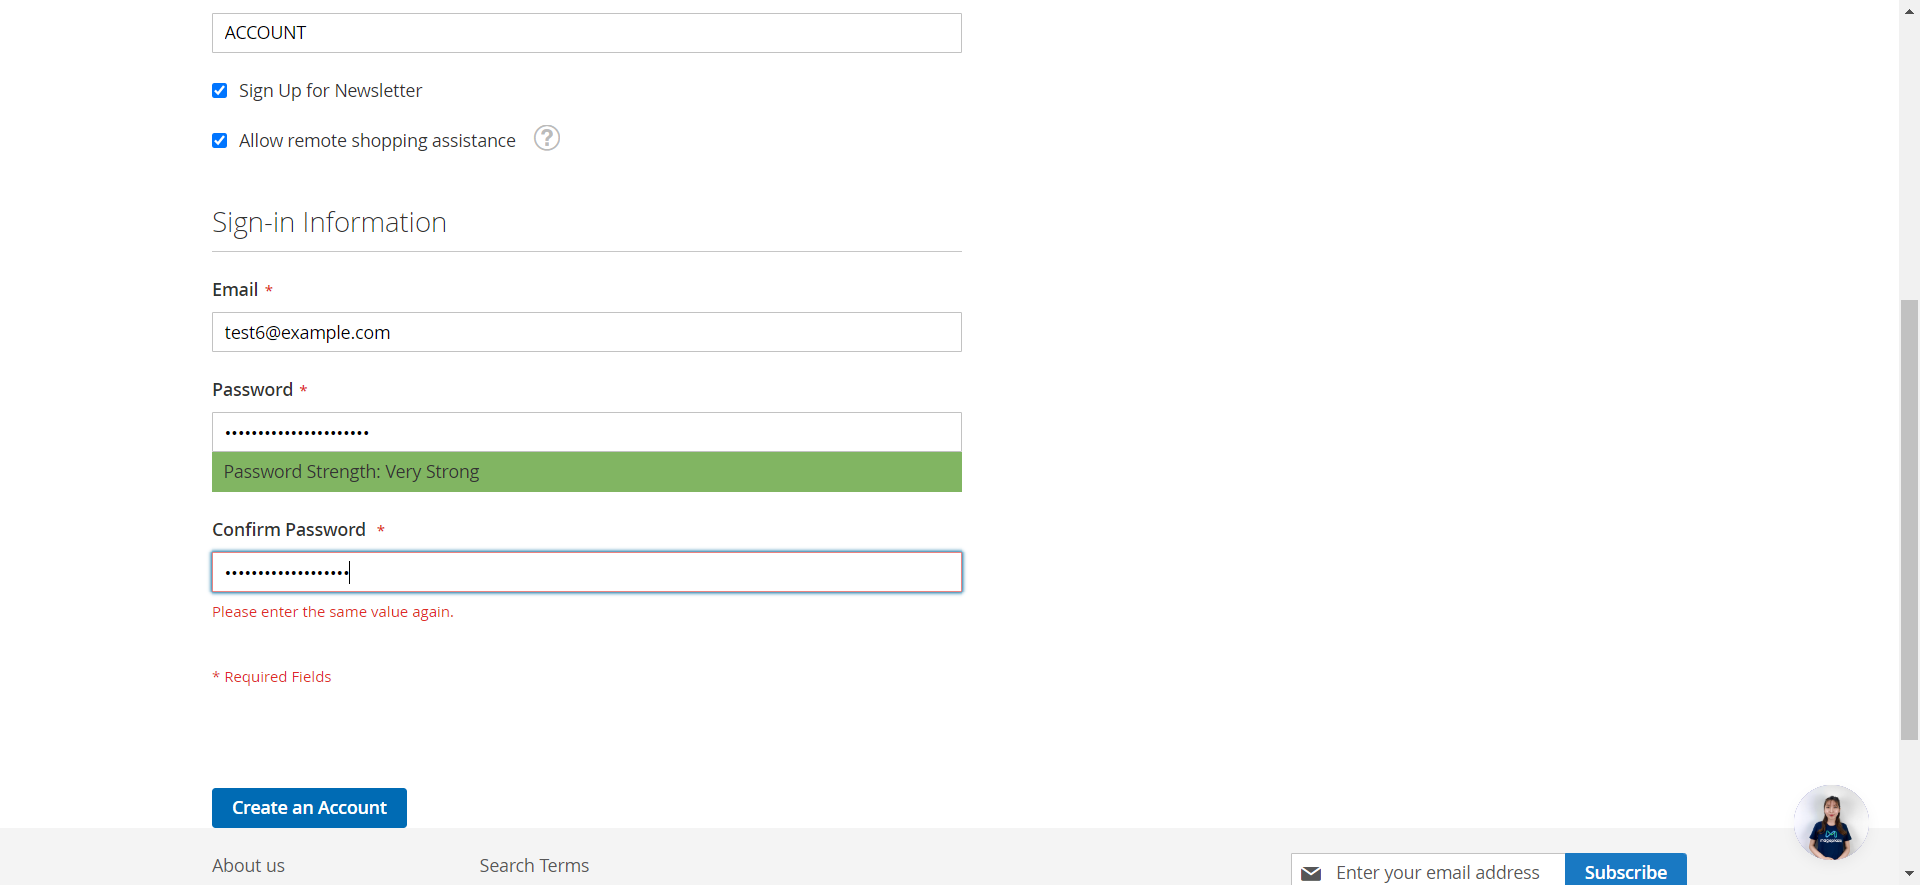 ACCOUNT
Sign Up for Newsletter
Allow remote shopping assistance ?
Sign-in Information
Email *
test6@example.com
Password *
••••••••••••••••••••••
Password Strength: Very Strong
Confirm Password *
•••••••••••••••••••
Please enter the same value again.
* Required Fields
Create an Account
About us
Search Terms
Enter your email address
Subscribe